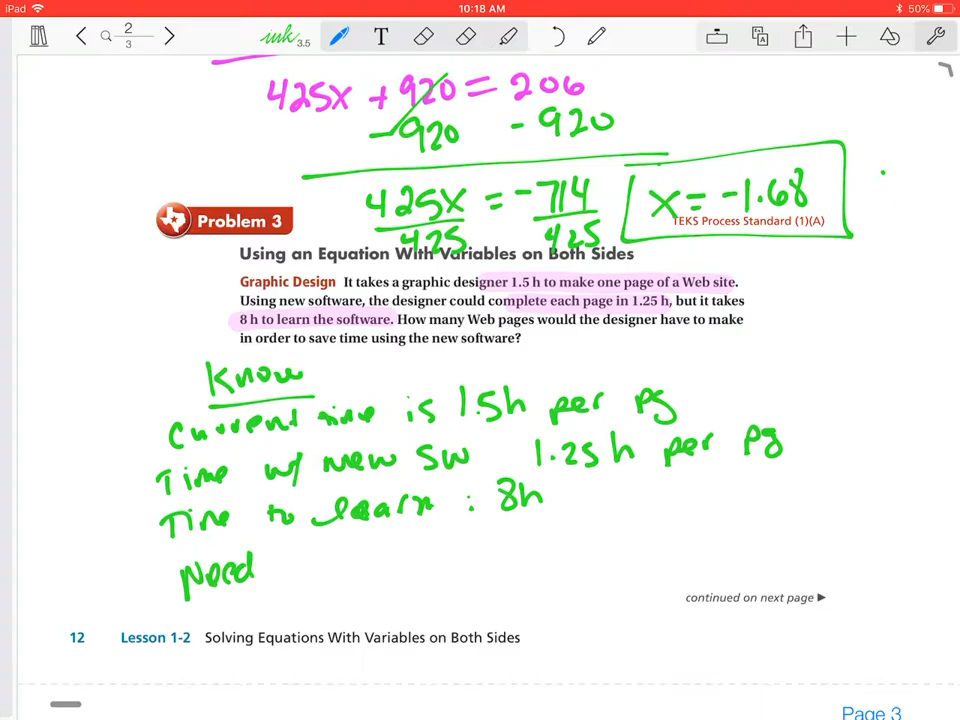 iPad 10:18 AM 50%
2
3
ink 3.5 T
425x + 920 = 206
-920 -920
425x = -714 x = -1.68
425 425
Problem 3 TEKS Process Standard (1)(A)
Using an Equation With Variables on Both Sides
Graphic Design It takes a graphic designer 1.5 h to make one page of a Web site.
Using new software, the designer could complete each page in 1.25 h, but it takes
8 h to learn the software. How many Web pages would the designer have to make
in order to save time using the new software?
Know
Current time is 1.5h per pg
Time w/ new SW 1.25h per pg
Time to learn : 8h
Need
continued on next page ▶
12 Lesson 1-2 Solving Equations With Variables on Both Sides
Page 3